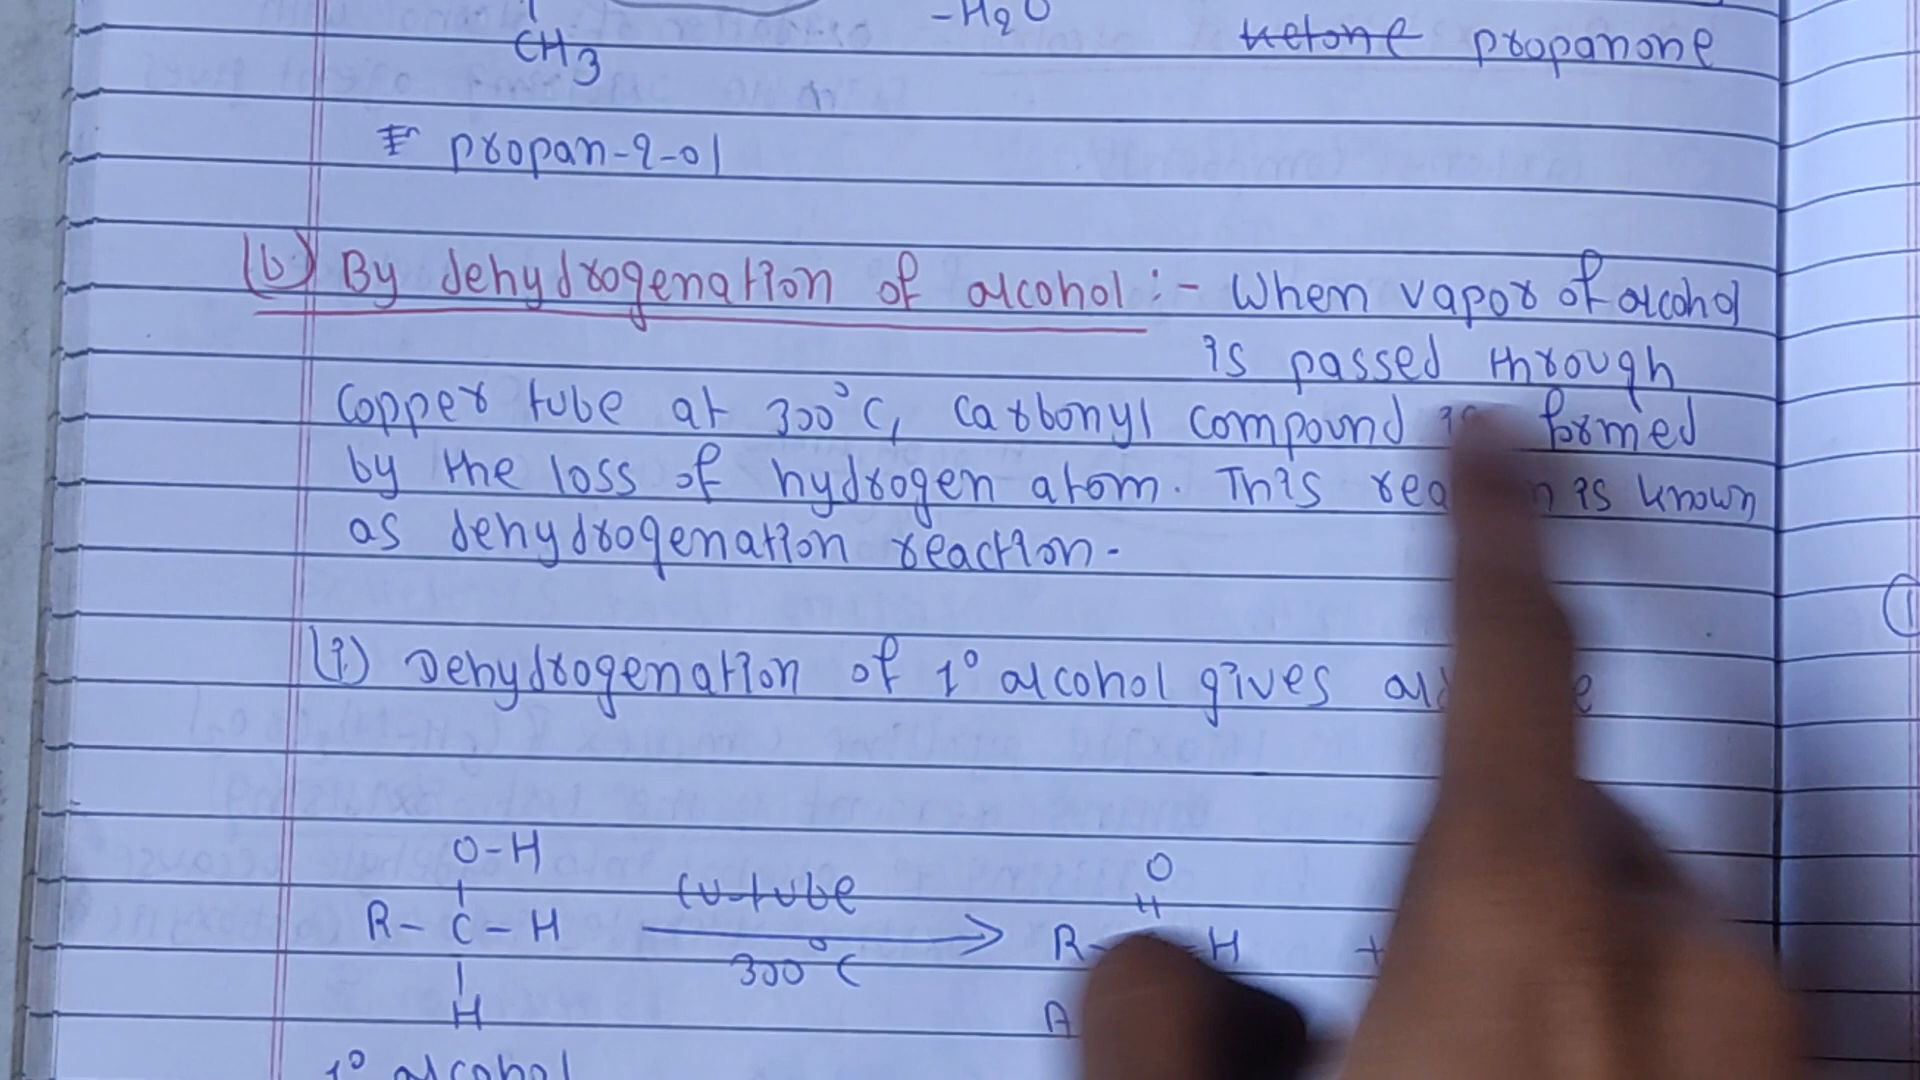 CH3
-H2O
ketone propanone
propan-2-ol
(b) By dehydrogenation of alcohol :- When vapor of alcohol
is passed through
copper tube at 300°C, carbonyl compound is formed
by the loss of hydrogen atom. This is known
as dehydrogenation reaction.
(i) Dehydrogenation of 1° alcohol gives
O-H
R-C-H
H
Cu-tube
300°C
O
R- -H +
1° alcohol